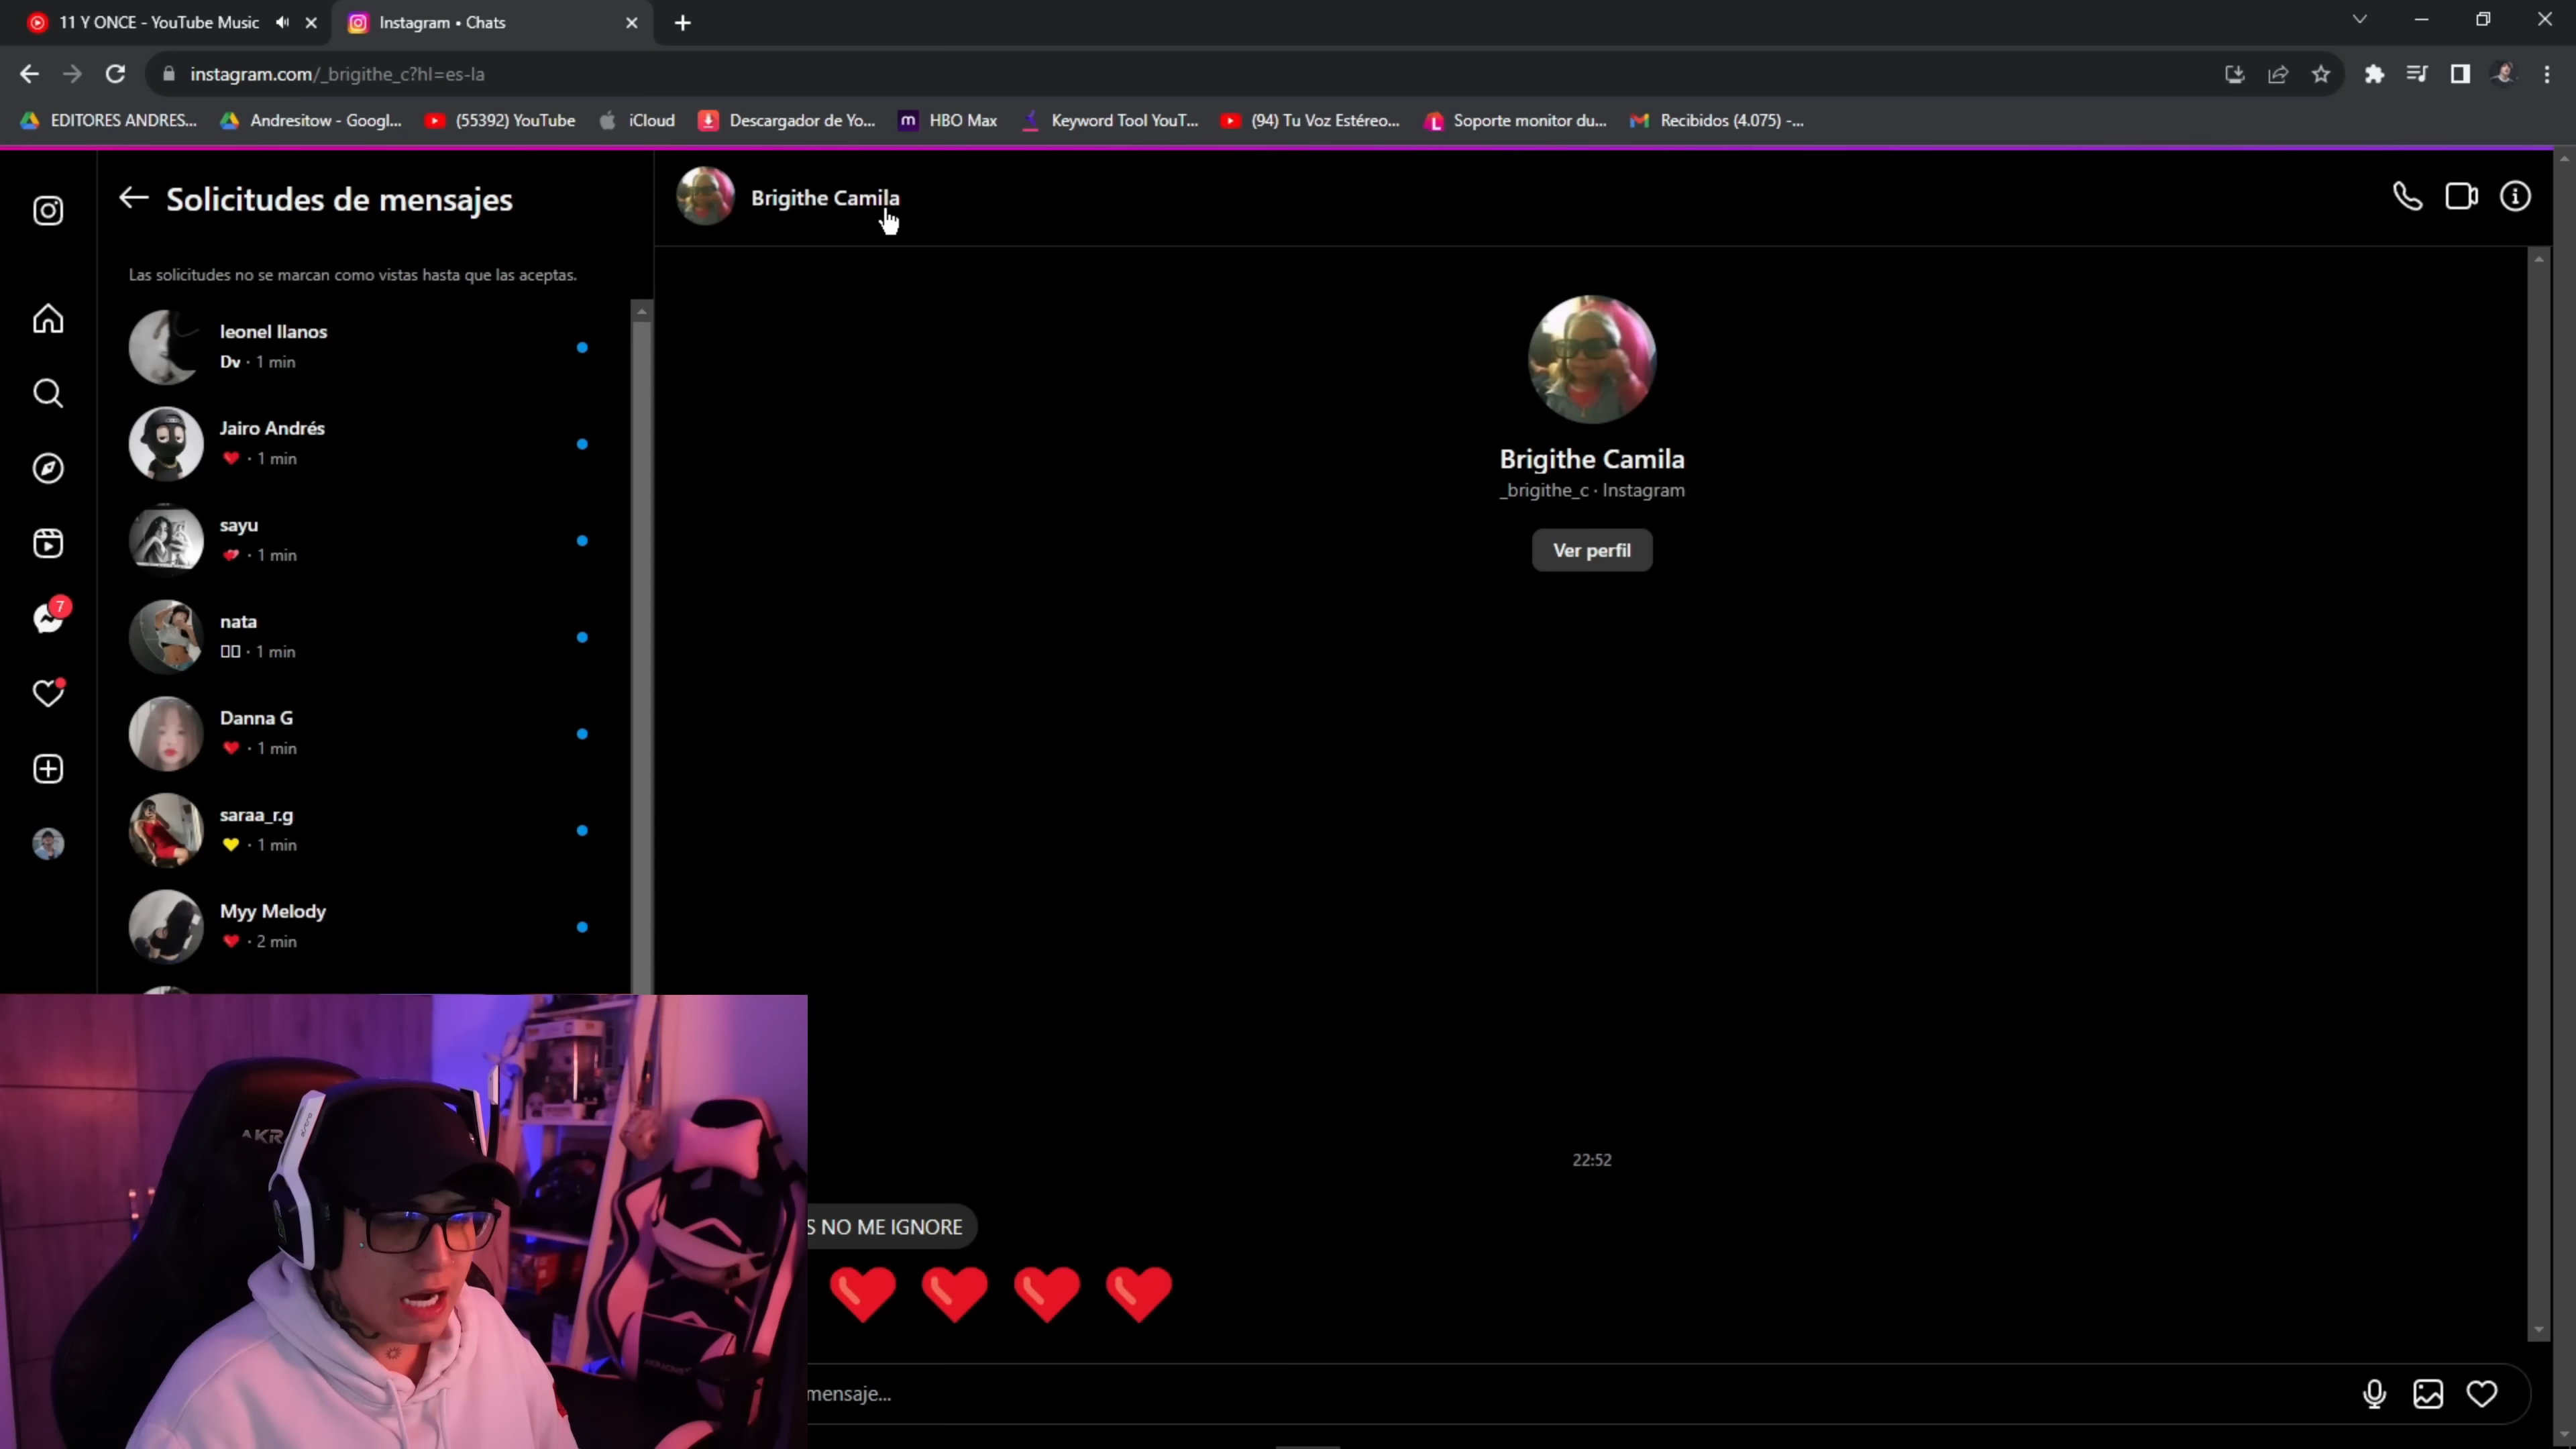 11 Y ONCE - YouTube Music
Instagram • Chats
instagram.com/_brigithe_c?hl=es-la
EDITORES ANDRES...
Andresitow - Googl...
(55392) YouTube
iCloud
Descargador de Yo...
HBO Max
Keyword Tool YouT...
(94) Tu Voz Estéreo...
Soporte monitor du...
Recibidos (4.075) -...
Solicitudes de mensajes
Las solicitudes no se marcan como vistas hasta que las aceptas.
leonel llanos
Dv · 1 min
Jairo Andrés
❤ · 1 min
sayu
💕 · 1 min
nata
▯▯ · 1 min
Danna G
❤ · 1 min
saraa_r.g
💛 · 1 min
Myy Melody
❤ · 2 min
7
Brigithe Camila
Brigithe Camila
_brigithe_c · Instagram
Ver perfil
22:52
S NO ME IGNORE
❤ ❤ ❤ ❤
mensaje...
AKR